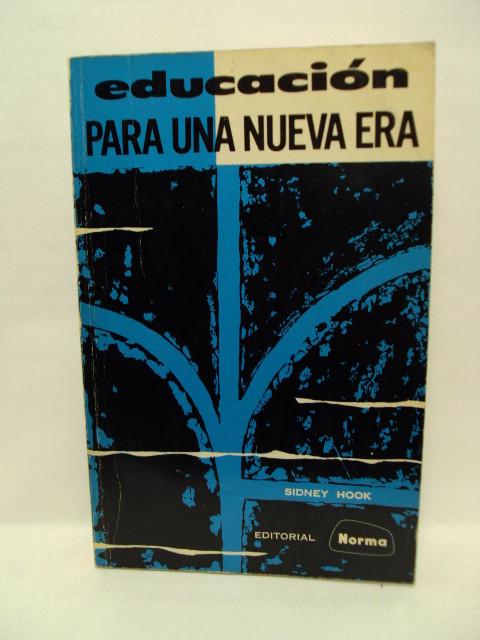 educación
PARA UNA NUEVA ERA
SIDNEY HOOK
EDITORIAL Norma